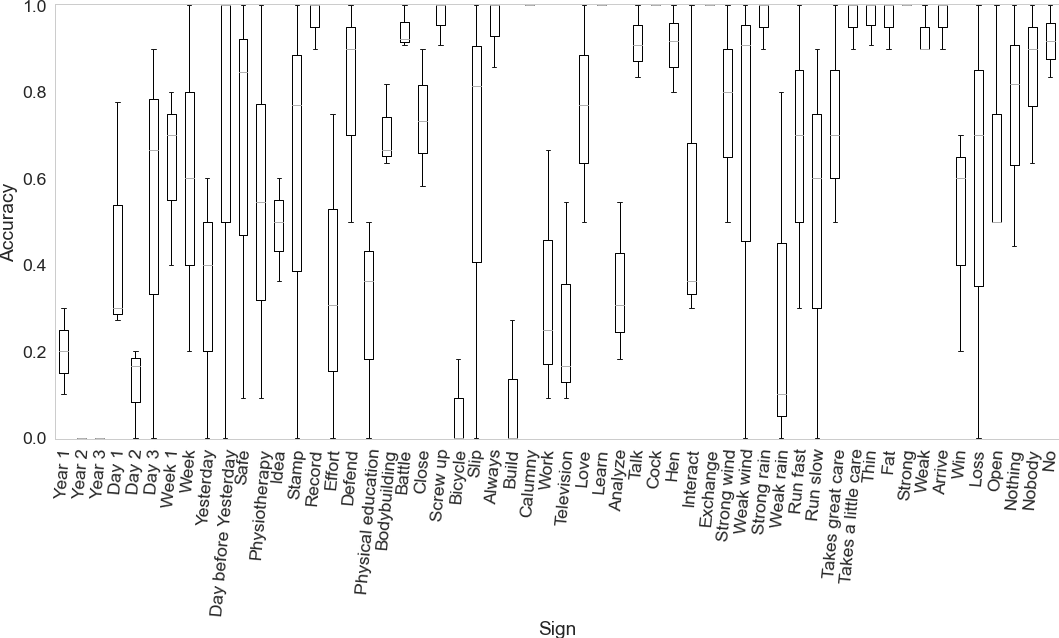 1.0
0.8
0.6
0.4
0.2
0.0
Accuracy
Year 1
Year 2
Year 3
Day 1
Day 2
Day 3
Week 1
Week
Yesterday
Day before Yesterday
Safe
Physiotherapy
Idea
Stamp
Record
Effort
Defend
Physical education
Bodybuilding
Battle
Close
Screw up
Bicycle
Slip
Always
Build
Calumny
Work
Television
Love
Learn
Analyze
Talk
Cock
Hen
Interact
Exchange
Strong wind
Weak wind
Strong rain
Weak rain
Run fast
Run slow
Takes great care
Takes a little care
Thin
Fat
Strong
Weak
Arrive
Win
Loss
Open
Nothing
Nobody
No
Sign